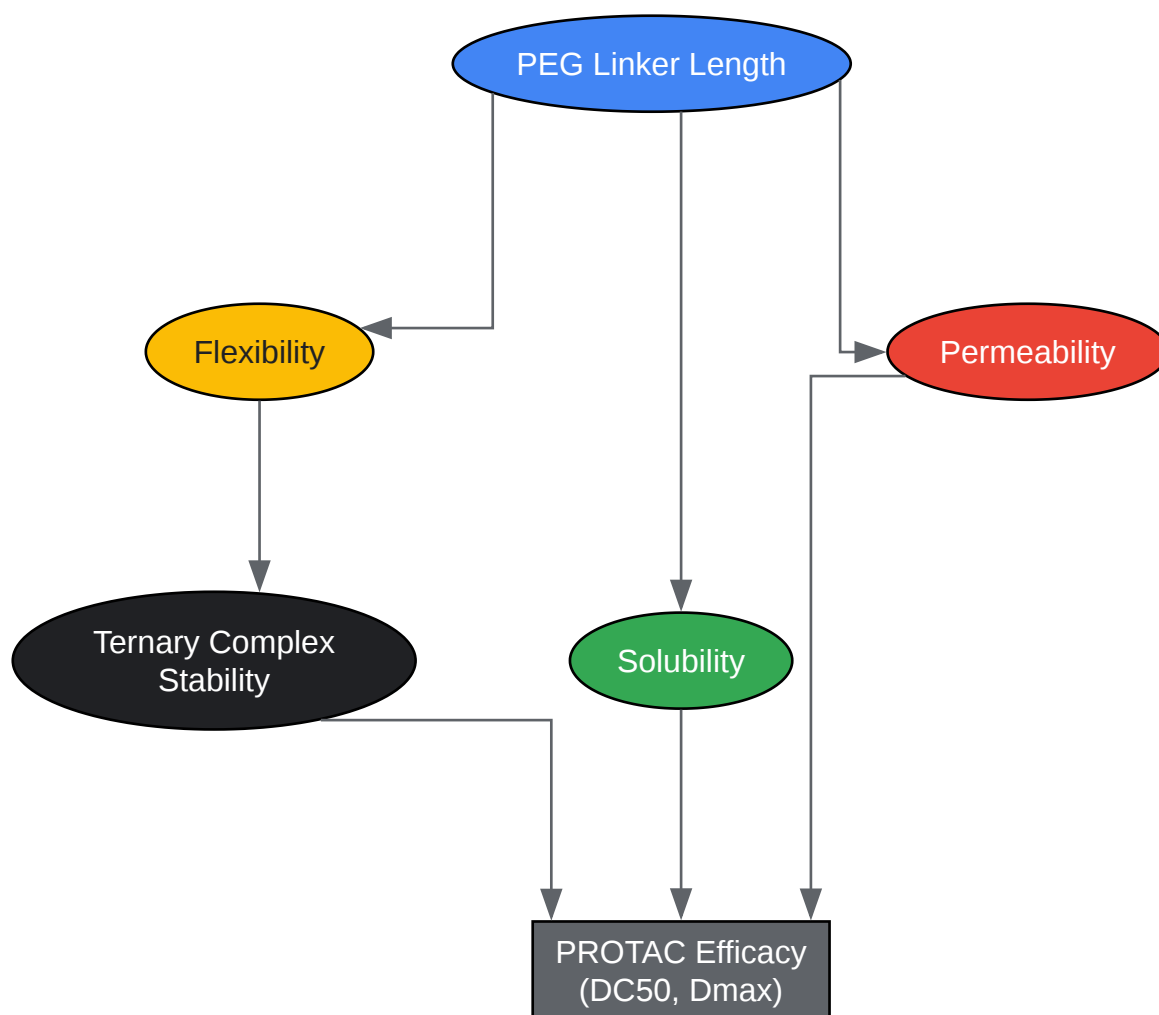 PEG Linker Length
Flexibility
Permeability
Ternary Complex
Stability
Solubility
PROTAC Efficacy
(DC50, Dmax)